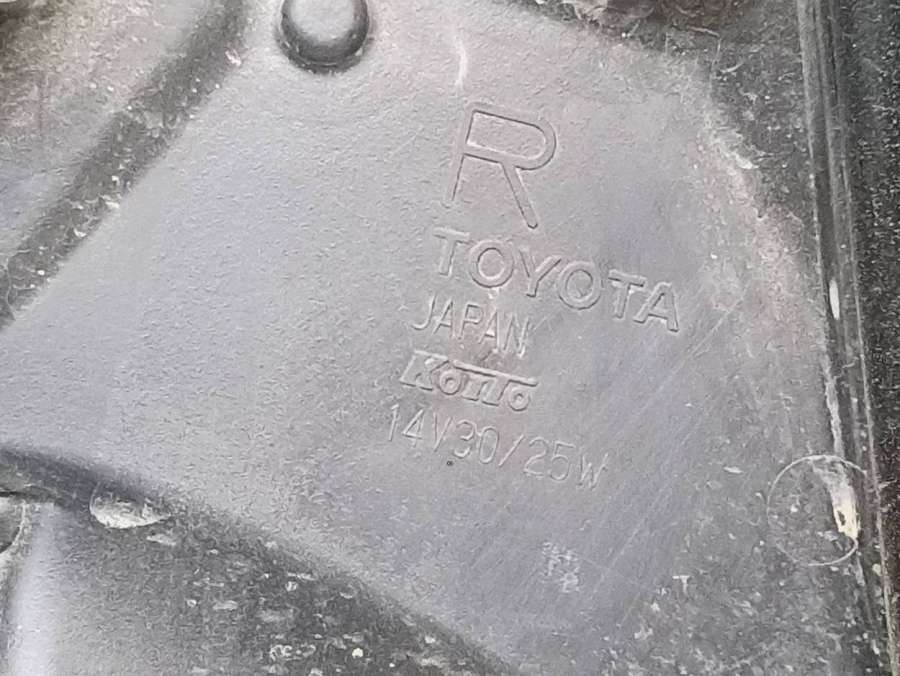 R
TOYOTA
JAPAN
KOITO
14V30/25W